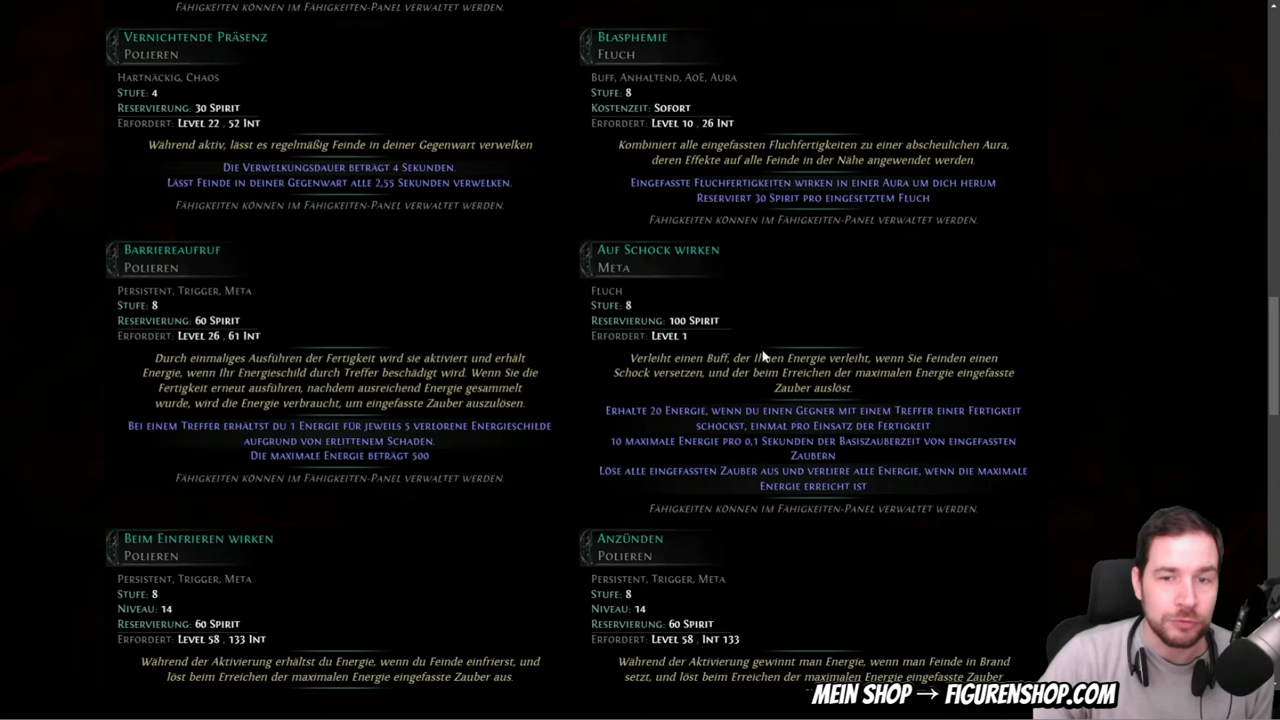 Fähigkeiten können im Fähigkeiten-Panel verwaltet werden.
Vernichtende Präsenz
Polieren
Hartnäckig, Chaos
Stufe: 4
Reservierung: 30 Spirit
Erfordert: Level 22 , 52 Int
Während aktiv, lässt es regelmäßig Feinde in deiner Gegenwart verwelken
Die Verwelkungsdauer beträgt 4 Sekunden.
Lässt Feinde in deiner Gegenwart alle 2,55 Sekunden verwelken.
Fähigkeiten können im Fähigkeiten-Panel verwaltet werden.
Blasphemie
Fluch
Buff, Anhaltend, AoE, Aura
Stufe: 8
Kostenzeit: Sofort
Erfordert: Level 10 , 26 Int
Kombiniert alle eingefassten Fluchfertigkeiten zu einer abscheulichen Aura,
deren Effekte auf alle Feinde in der Nähe angewendet werden.
Eingefasste Fluchfertigkeiten wirken in einer Aura um dich herum
Reserviert 30 Spirit pro eingesetztem Fluch
Fähigkeiten können im Fähigkeiten-Panel verwaltet werden.
Barriereaufruf
Polieren
Persistent, Trigger, Meta
Stufe: 8
Reservierung: 60 Spirit
Erfordert: Level 26 , 61 Int
Durch einmaliges Ausführen der Fertigkeit wird sie aktiviert und erhält
Energie, wenn Ihr Energieschild durch Treffer beschädigt wird. Wenn Sie die
Fertigkeit erneut ausführen, nachdem ausreichend Energie gesammelt
wurde, wird die Energie verbraucht, um eingefasste Zauber auszulösen.
Bei einem Treffer erhältst du 1 Energie für jeweils 5 verlorene Energieschilde
aufgrund von erlittenem Schaden.
Die maximale Energie beträgt 500
Fähigkeiten können im Fähigkeiten-Panel verwaltet werden.
Auf Schock wirken
Meta
Fluch
Stufe: 8
Reservierung: 100 Spirit
Erfordert: Level 1
Verleiht einen Buff, der Ihnen Energie verleiht, wenn Sie Feinden einen
Schock versetzen, und der beim Erreichen der maximalen Energie eingefasste
Zauber auslöst.
Erhalte 20 Energie, wenn du einen Gegner mit einem Treffer einer Fertigkeit
schockst, einmal pro Einsatz der Fertigkeit
10 maximale Energie pro 0,1 Sekunden der Basiszauberzeit von eingefassten
Zaubern
Löse alle eingefassten Zauber aus und verliere alle Energie, wenn die maximale
Energie erreicht ist
Fähigkeiten können im Fähigkeiten-Panel verwaltet werden.
Beim Einfrieren wirken
Polieren
Persistent, Trigger, Meta
Stufe: 8
Niveau: 14
Reservierung: 60 Spirit
Erfordert: Level 58 , 133 Int
Während der Aktivierung erhältst du Energie, wenn du Feinde einfrierst, und
löst beim Erreichen der maximalen Energie eingefasste Zauber aus.
Anzünden
Polieren
Persistent, Trigger, Meta
Stufe: 8
Niveau: 14
Reservierung: 60 Spirit
Erfordert: Level 58 , Int 133
Während der Aktivierung gewinnt man Energie, wenn man Feinde in Brand
setzt, und löst beim Erreichen der maximalen Energie eingefasste Zauber
MEIN SHOP → FIGURENSHOP.COM